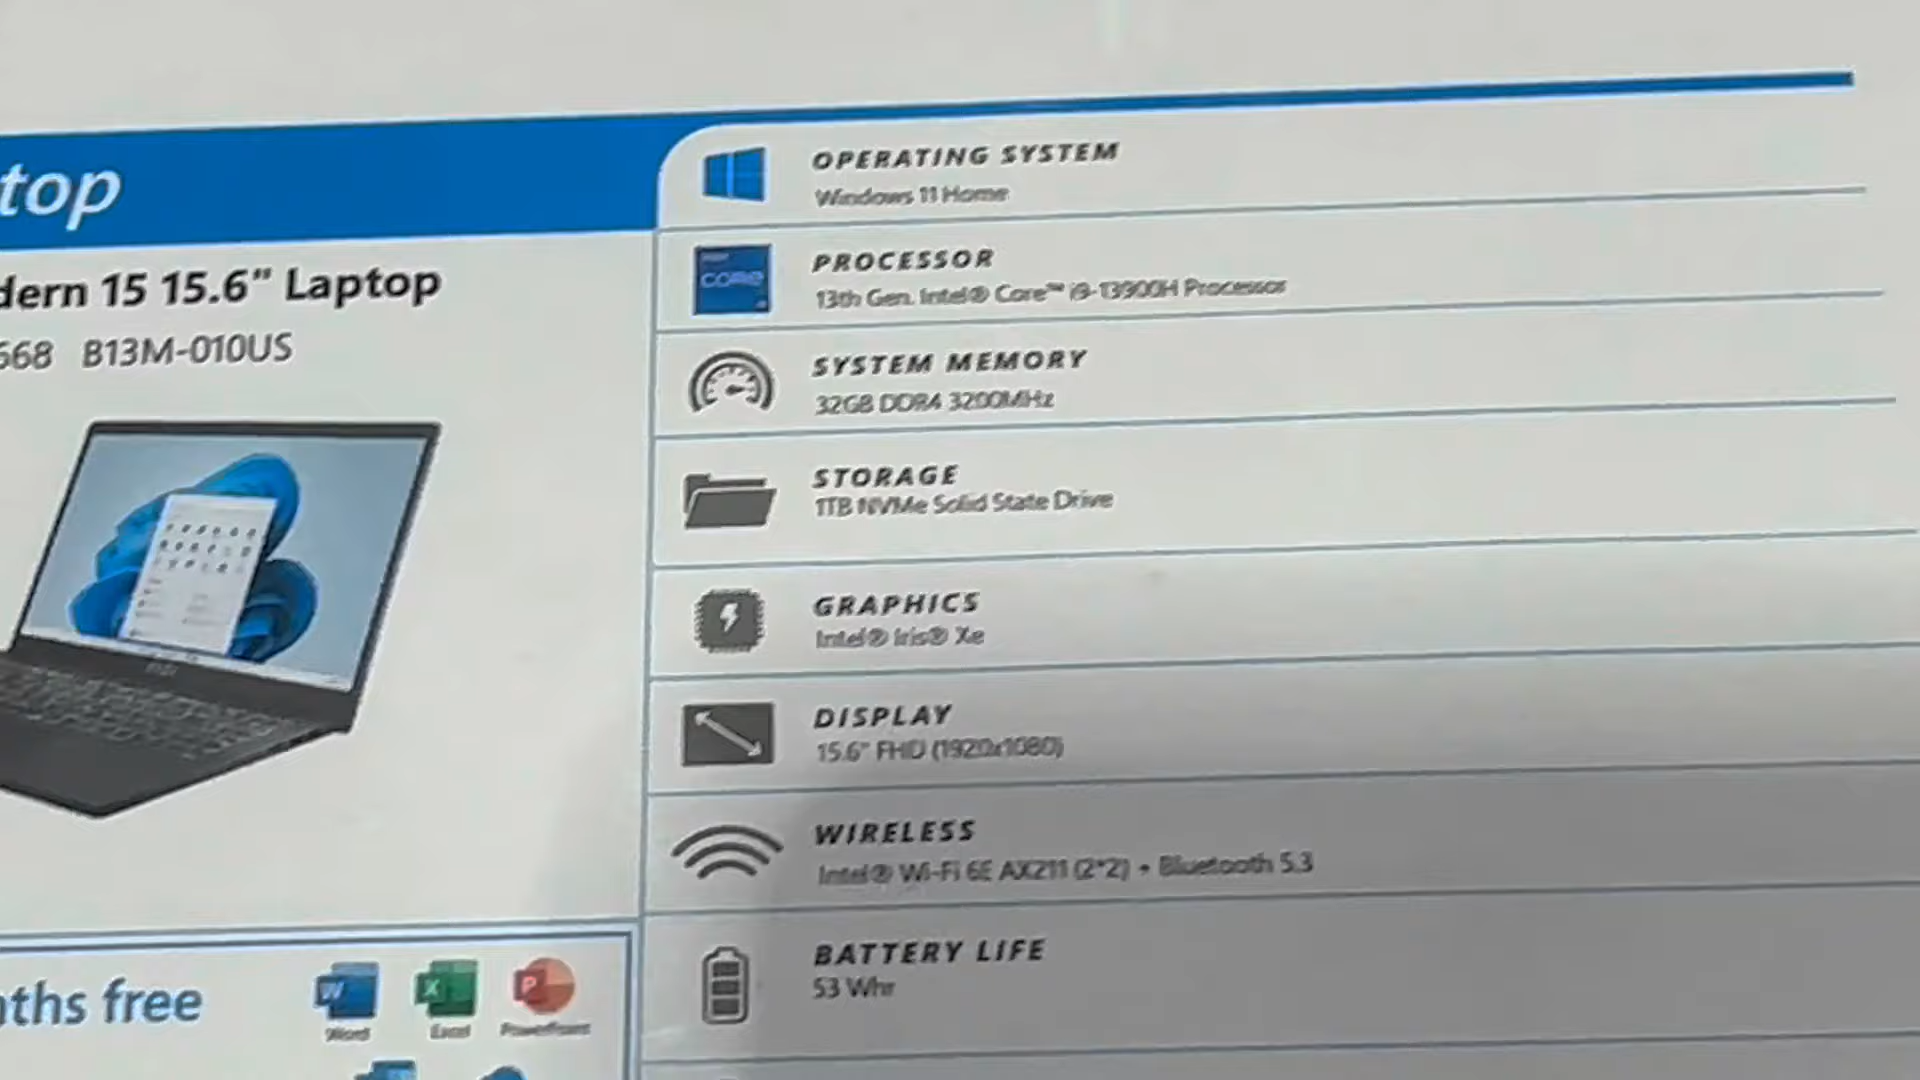 top
dern 15 15.6" Laptop
668 B13M-010US
OPERATING SYSTEM
Windows 11 Home
PROCESSOR
13th Gen. Intel® Core™ i9-13900H Processor
SYSTEM MEMORY
32GB DDR4 3200MHz
STORAGE
1TB NVMe Solid State Drive
GRAPHICS
Intel® Iris® Xe
DISPLAY
15.6" FHD (1920x1080)
WIRELESS
Intel® Wi-Fi 6E AX211 (2*2) + Bluetooth 5.3
BATTERY LIFE
53 Whr
CORE
msi
nths free
Word Excel PowerPoint